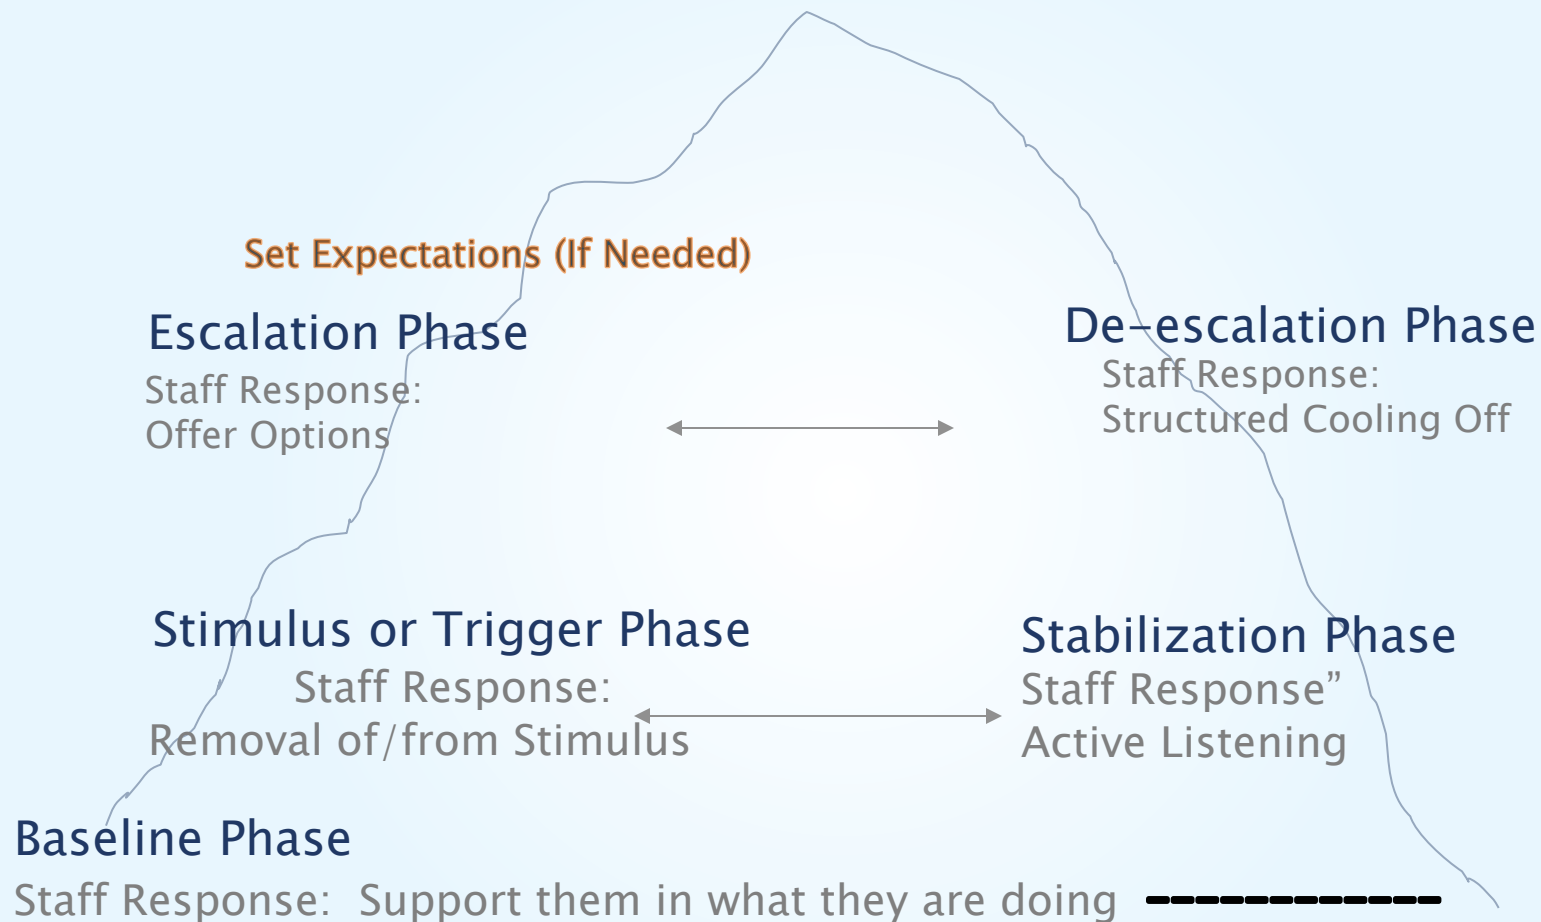 Set Expectations (If Needed)
Escalation Phase
Staff Response:
Offer Options
De-escalation Phase
Staff Response:
Structured Cooling Off
Stimulus or Trigger Phase
Staff Response:
Removal of/from Stimulus
Stabilization Phase
Staff Response”
Active Listening
Baseline Phase
Staff Response:  Support them in what they are doing